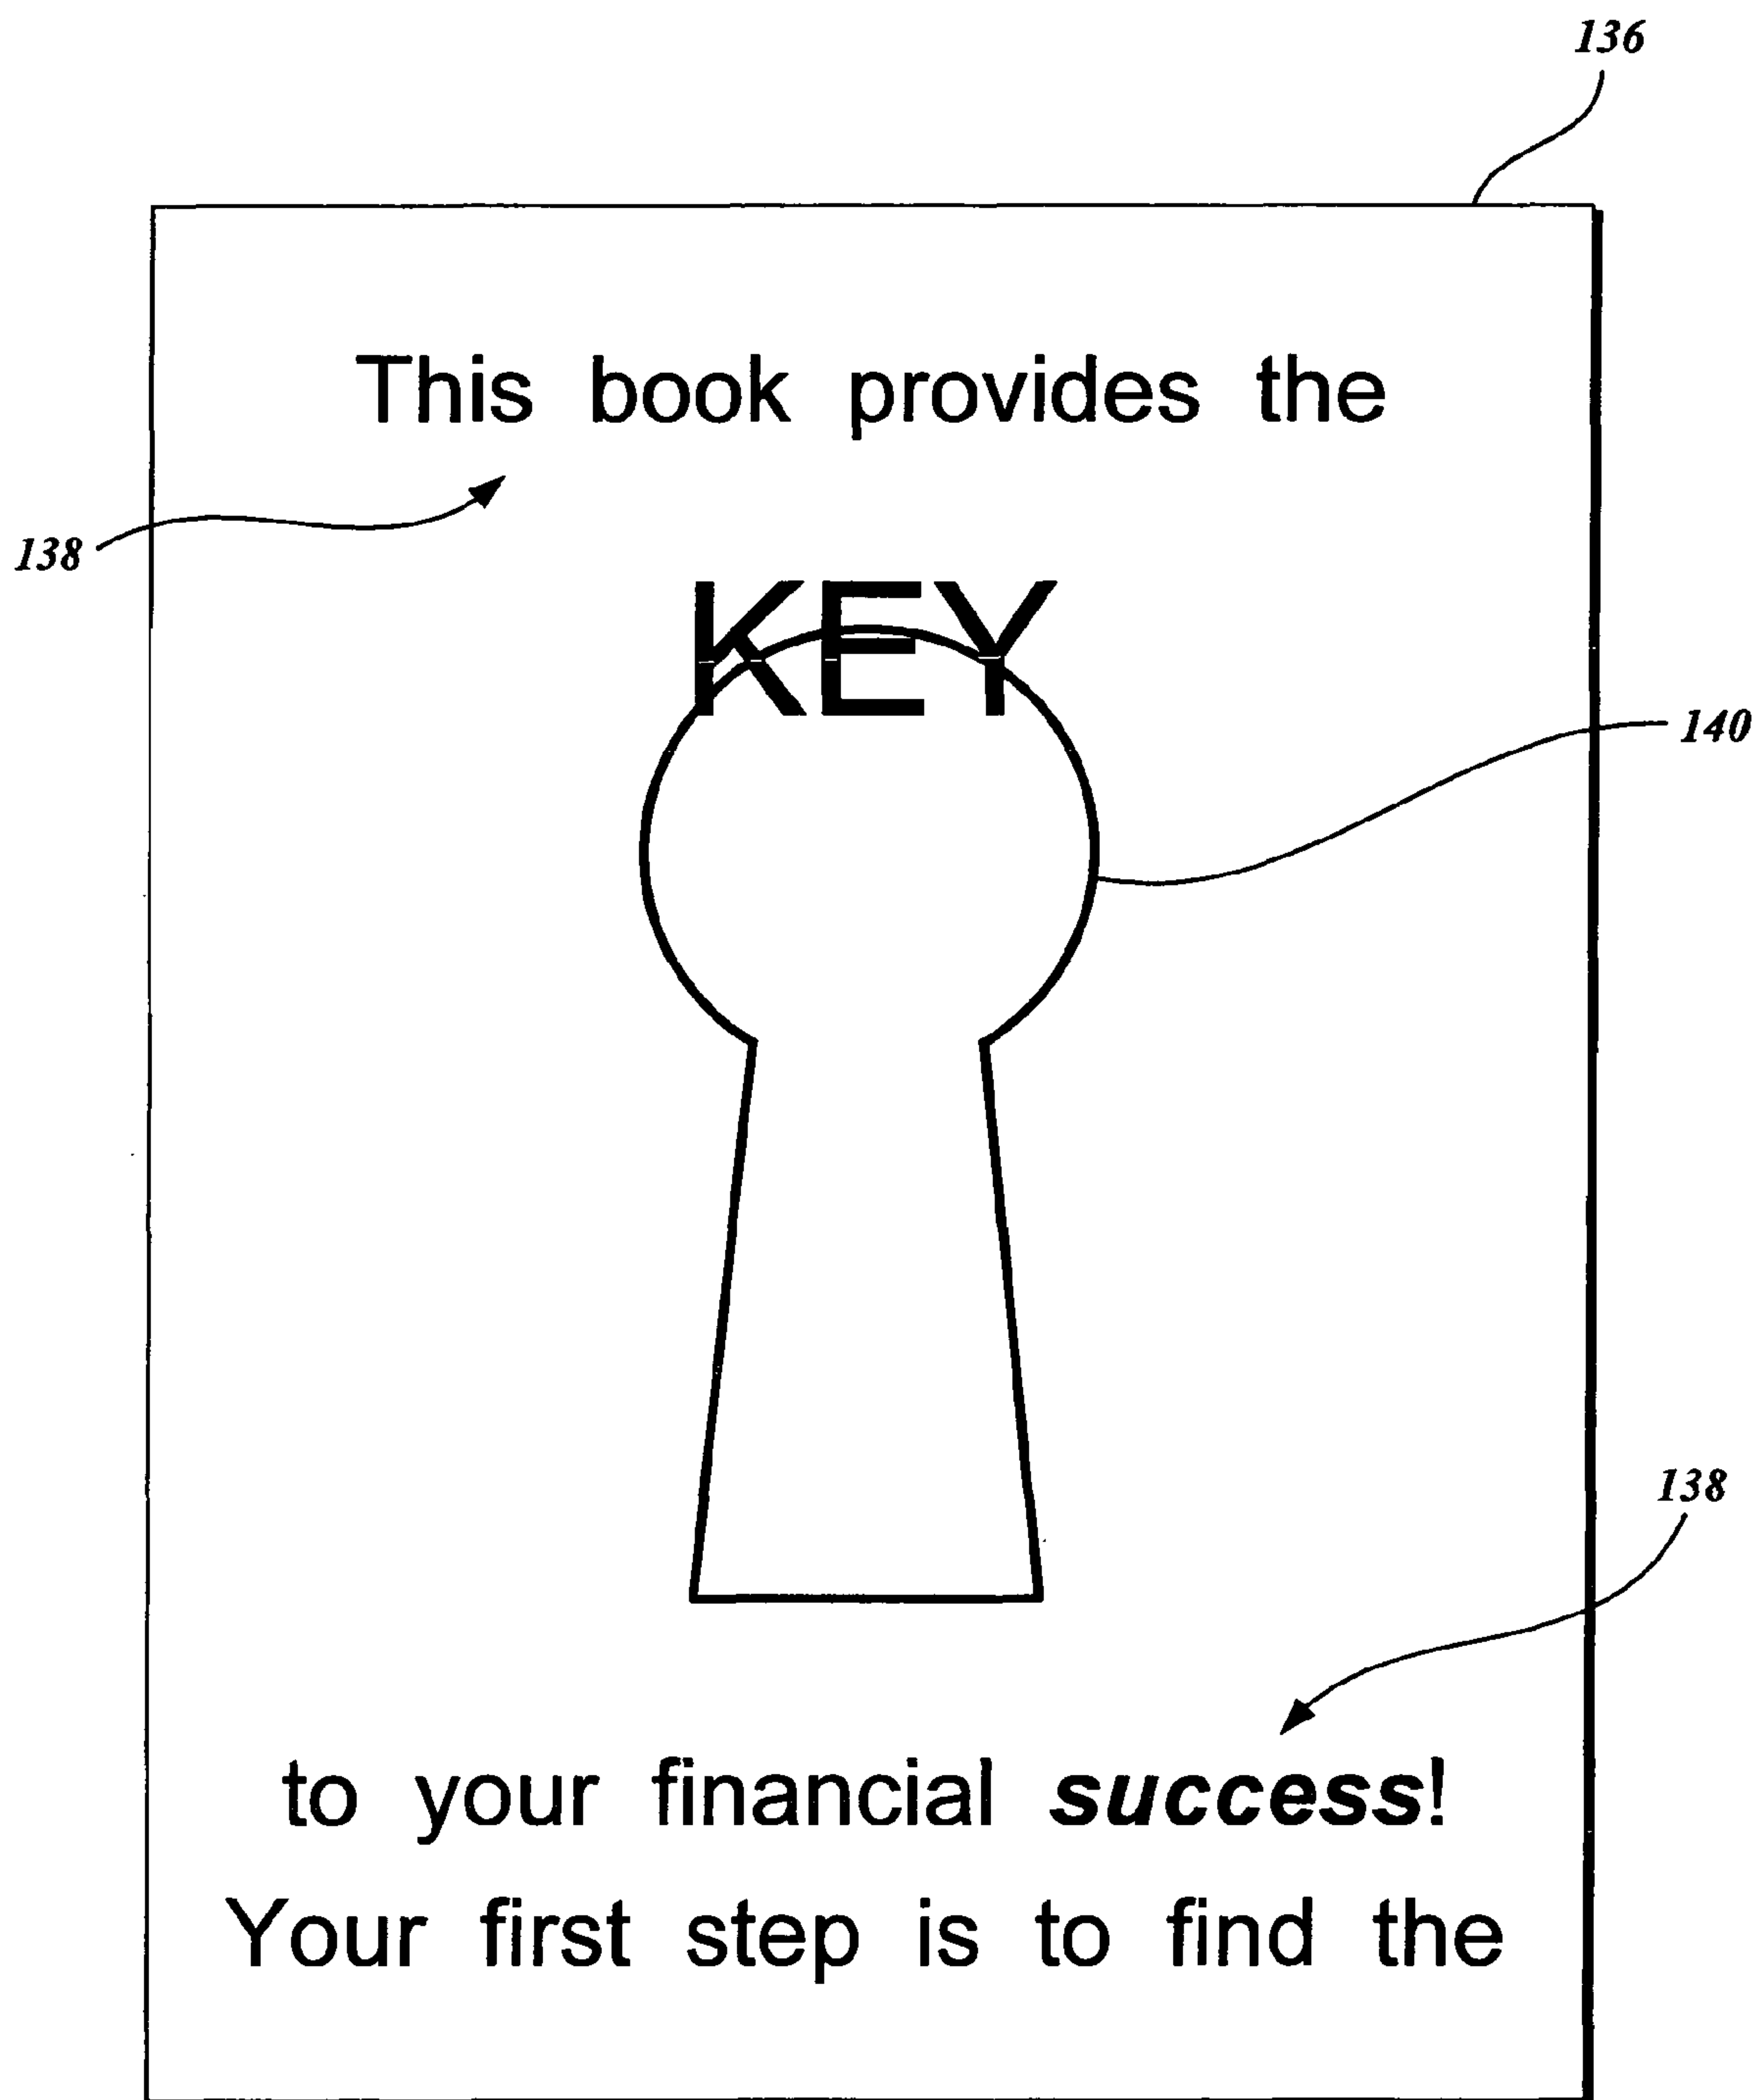 136
This book provides the
138
KEY
140
138
to your financial success!
Your first step is to find the